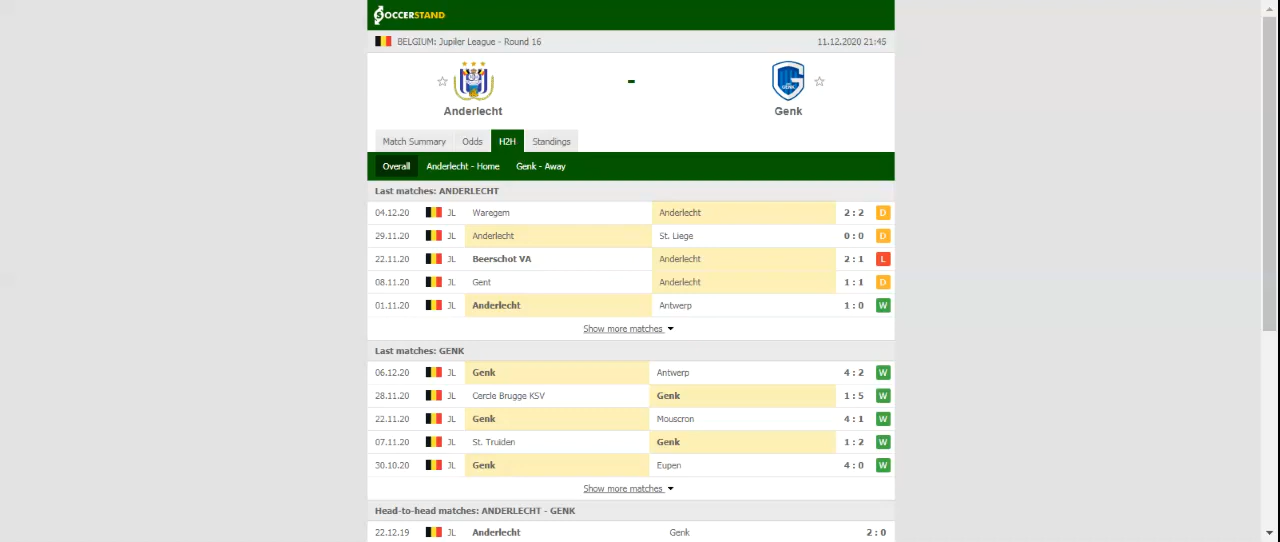 SOCCERSTAND
BELGIUM: Jupiler League - Round 16 11.12.2020 21:45
-
Anderlecht Genk
Match Summary Odds H2H Standings
Overall Anderlecht - Home Genk - Away
Last matches: ANDERLECHT
04.12.20 JL Waregem Anderlecht 2 : 2 D
29.11.20 JL Anderlecht St. Liege 0 : 0 D
22.11.20 JL Beerschot VA Anderlecht 2 : 1 L
08.11.20 JL Gent Anderlecht 1 : 1 D
01.11.20 JL Anderlecht Antwerp 1 : 0 W
Show more matches
Last matches: GENK
06.12.20 JL Genk Antwerp 4 : 2 W
28.11.20 JL Cercle Brugge KSV Genk 1 : 5 W
22.11.20 JL Genk Mouscron 4 : 1 W
07.11.20 JL St. Truiden Genk 1 : 2 W
30.10.20 JL Genk Eupen 4 : 0 W
Show more matches
Head-to-head matches: ANDERLECHT - GENK
22.12.19 JL Anderlecht Genk 2 : 0